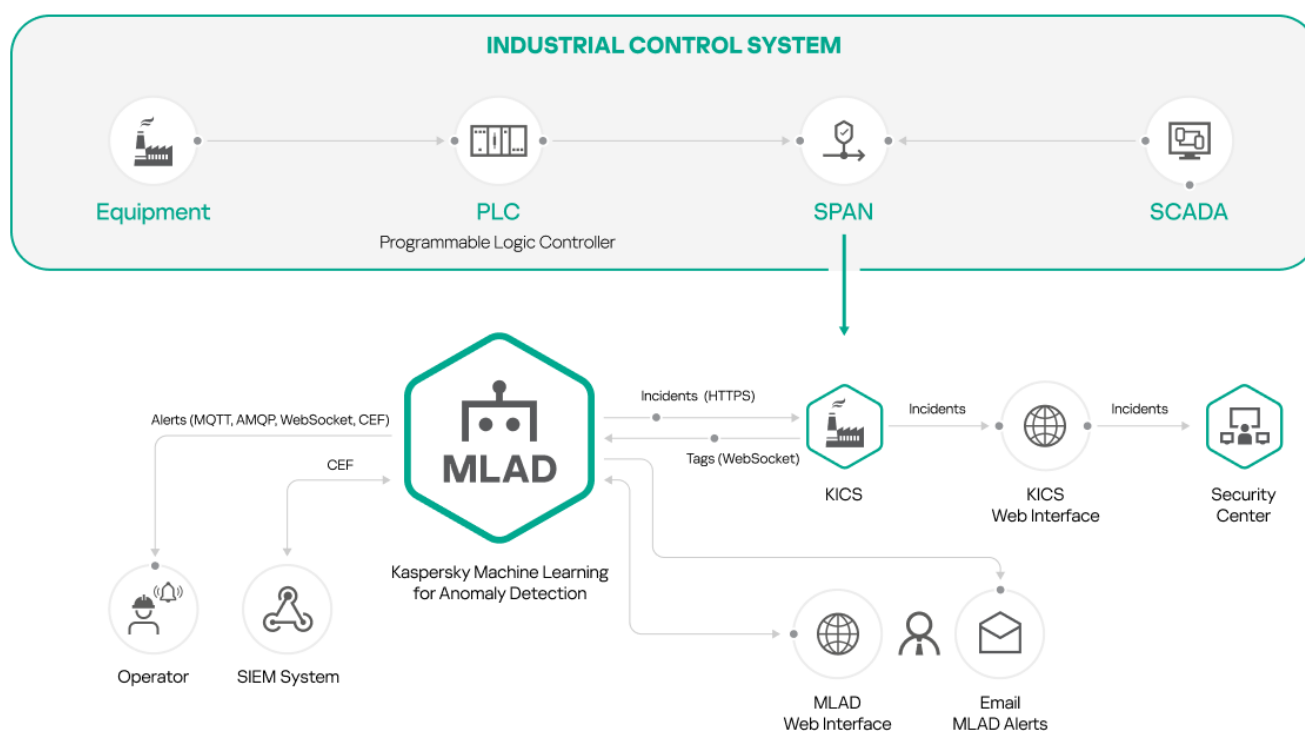 INDUSTRIAL CONTROL SYSTEM
Equipment
PLC
Programmable Logic Controller
SPAN
SCADA
Alerts (MQTT, AMQP, WebSocket, CEF)
CEF
MLAD
Kaspersky Machine Learning
for Anomaly Detection
Incidents (HTTPS)
Tags (WebSocket)
KICS
Incidents
KICS
Web Interface
Incidents
Security
Center
Operator
SIEM System
MLAD
Web Interface
Email
MLAD Alerts